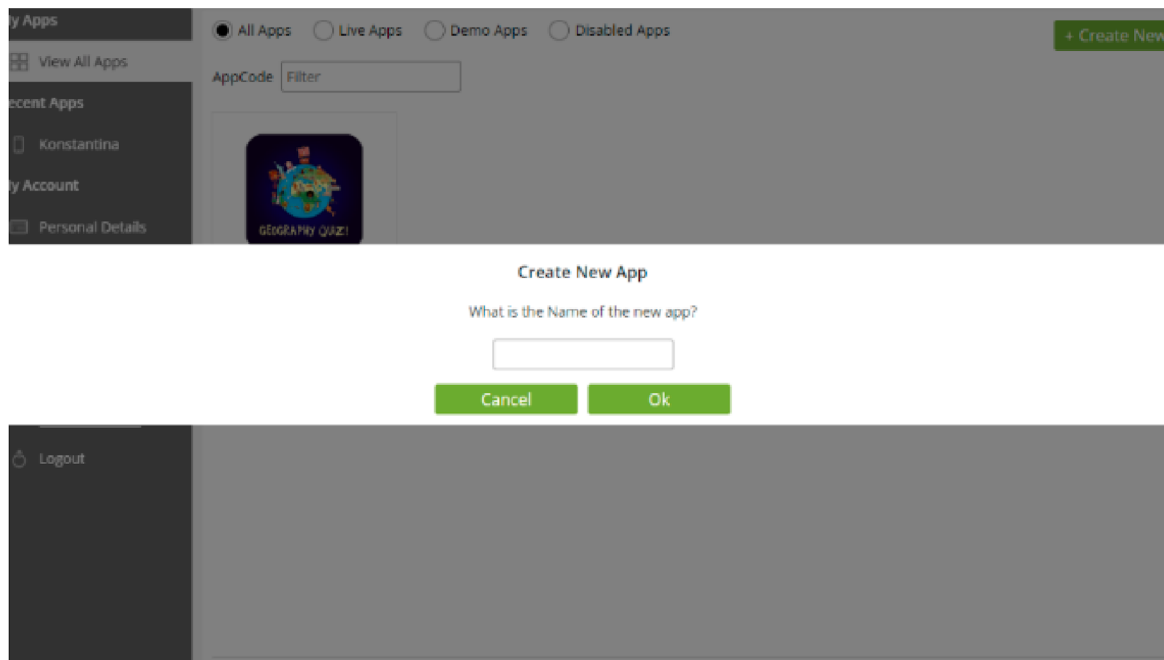 y Apps
View All Apps
ecent Apps
Konstantina
y Account
Personal Details
Logout
All Apps Live Apps Demo Apps Disabled Apps
+ Create New
AppCode Filter
GEOGRAPHY QUIZ!
Create New App
What is the Name of the new app?
Cancel Ok